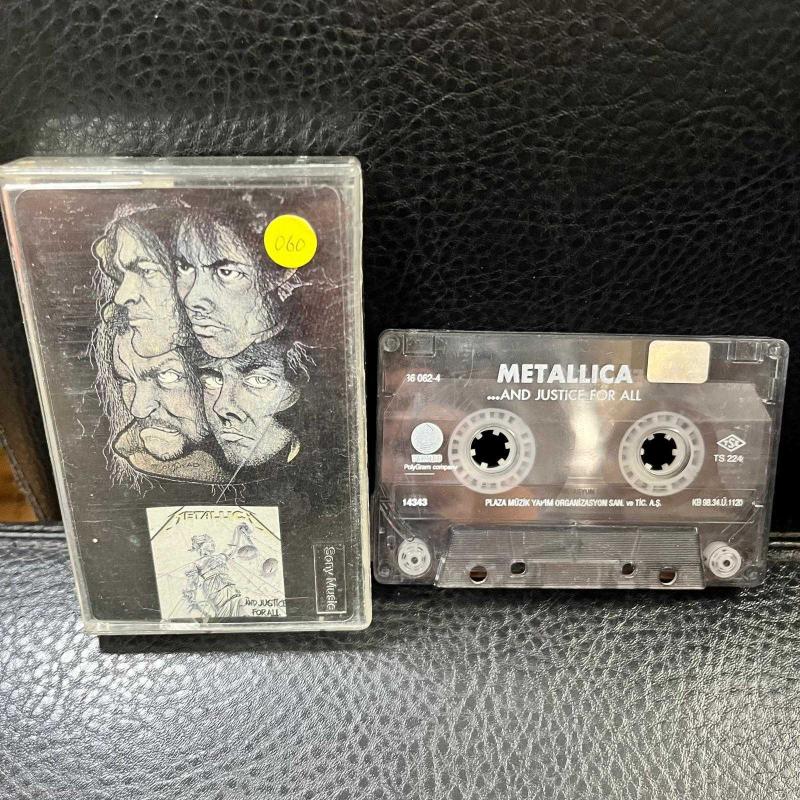 060
METALLICA
...AND JUSTICE
FOR ALL
Sony Music
METALLICA
...AND JUSTICE FOR ALL
36 062-4
PolyGram company
TSE
TS 224
14343
PLAZA MÜZİK YAPIM ORGANİZASYON SAN. ve TİC. A.Ş.
KB 98.34.Ü.1120